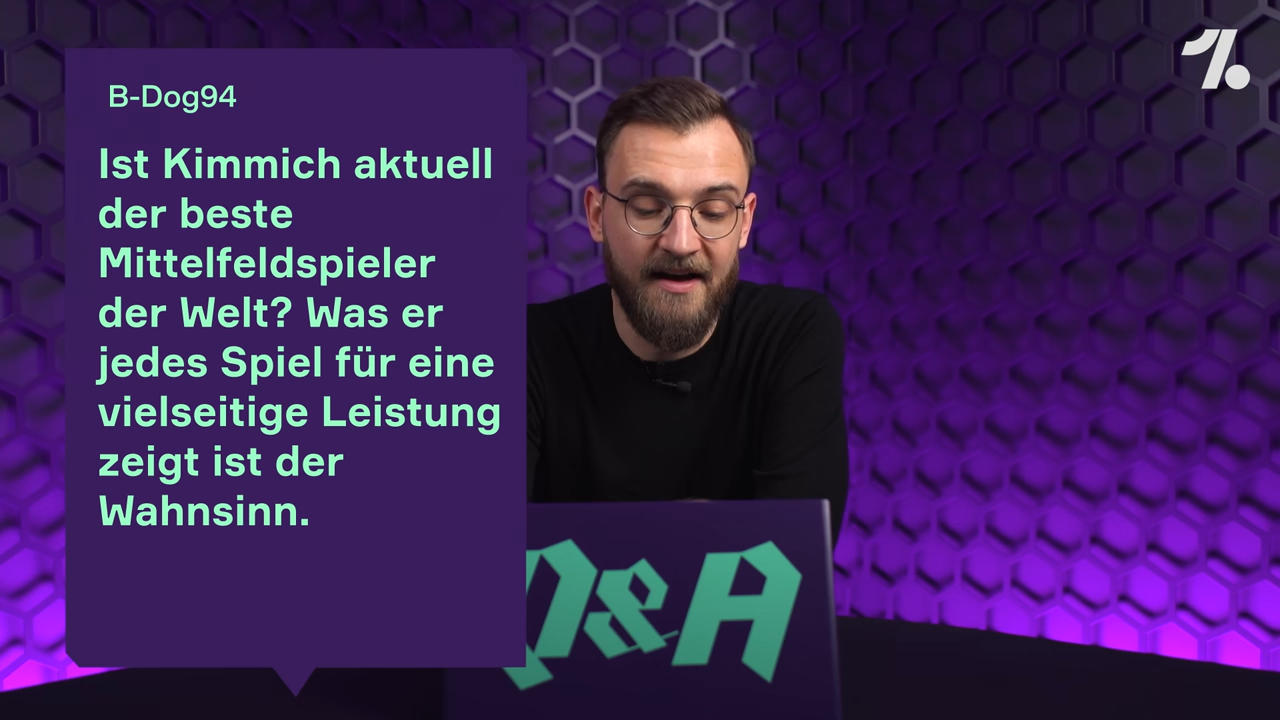 B-Dog94
Ist Kimmich aktuell
der beste
Mittelfeldspieler
der Welt? Was er
jedes Spiel für eine
vielseitige Leistung
zeigt ist der
Wahnsinn.
Q&A
1.